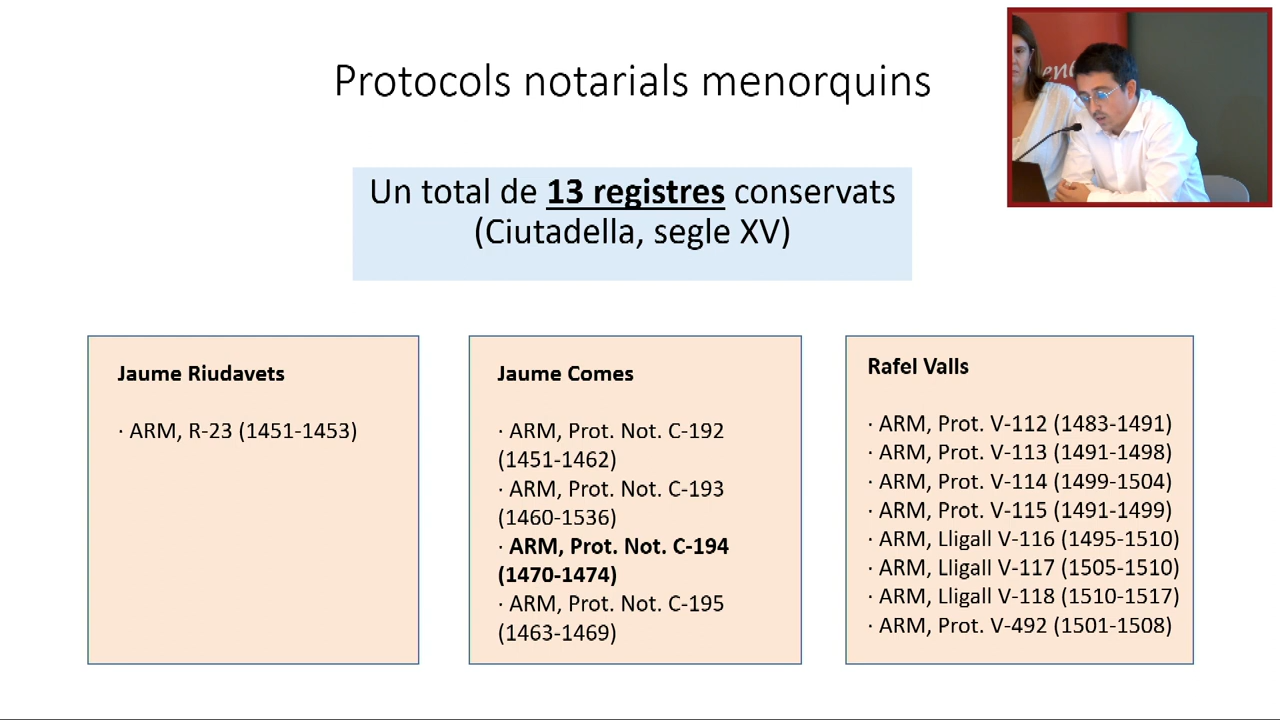 Protocols notarials menorquins
Un total de 13 registres conservats
(Ciutadella, segle XV)
Jaume Riudavets
· ARM, R-23 (1451-1453)
Jaume Comes
· ARM, Prot. Not. C-192
(1451-1462)
· ARM, Prot. Not. C-193
(1460-1536)
· ARM, Prot. Not. C-194
(1470-1474)
· ARM, Prot. Not. C-195
(1463-1469)
Rafel Valls
· ARM, Prot. V-112 (1483-1491)
· ARM, Prot. V-113 (1491-1498)
· ARM, Prot. V-114 (1499-1504)
· ARM, Prot. V-115 (1491-1499)
· ARM, Lligall V-116 (1495-1510)
· ARM, Lligall V-117 (1505-1510)
· ARM, Lligall V-118 (1510-1517)
· ARM, Prot. V-492 (1501-1508)